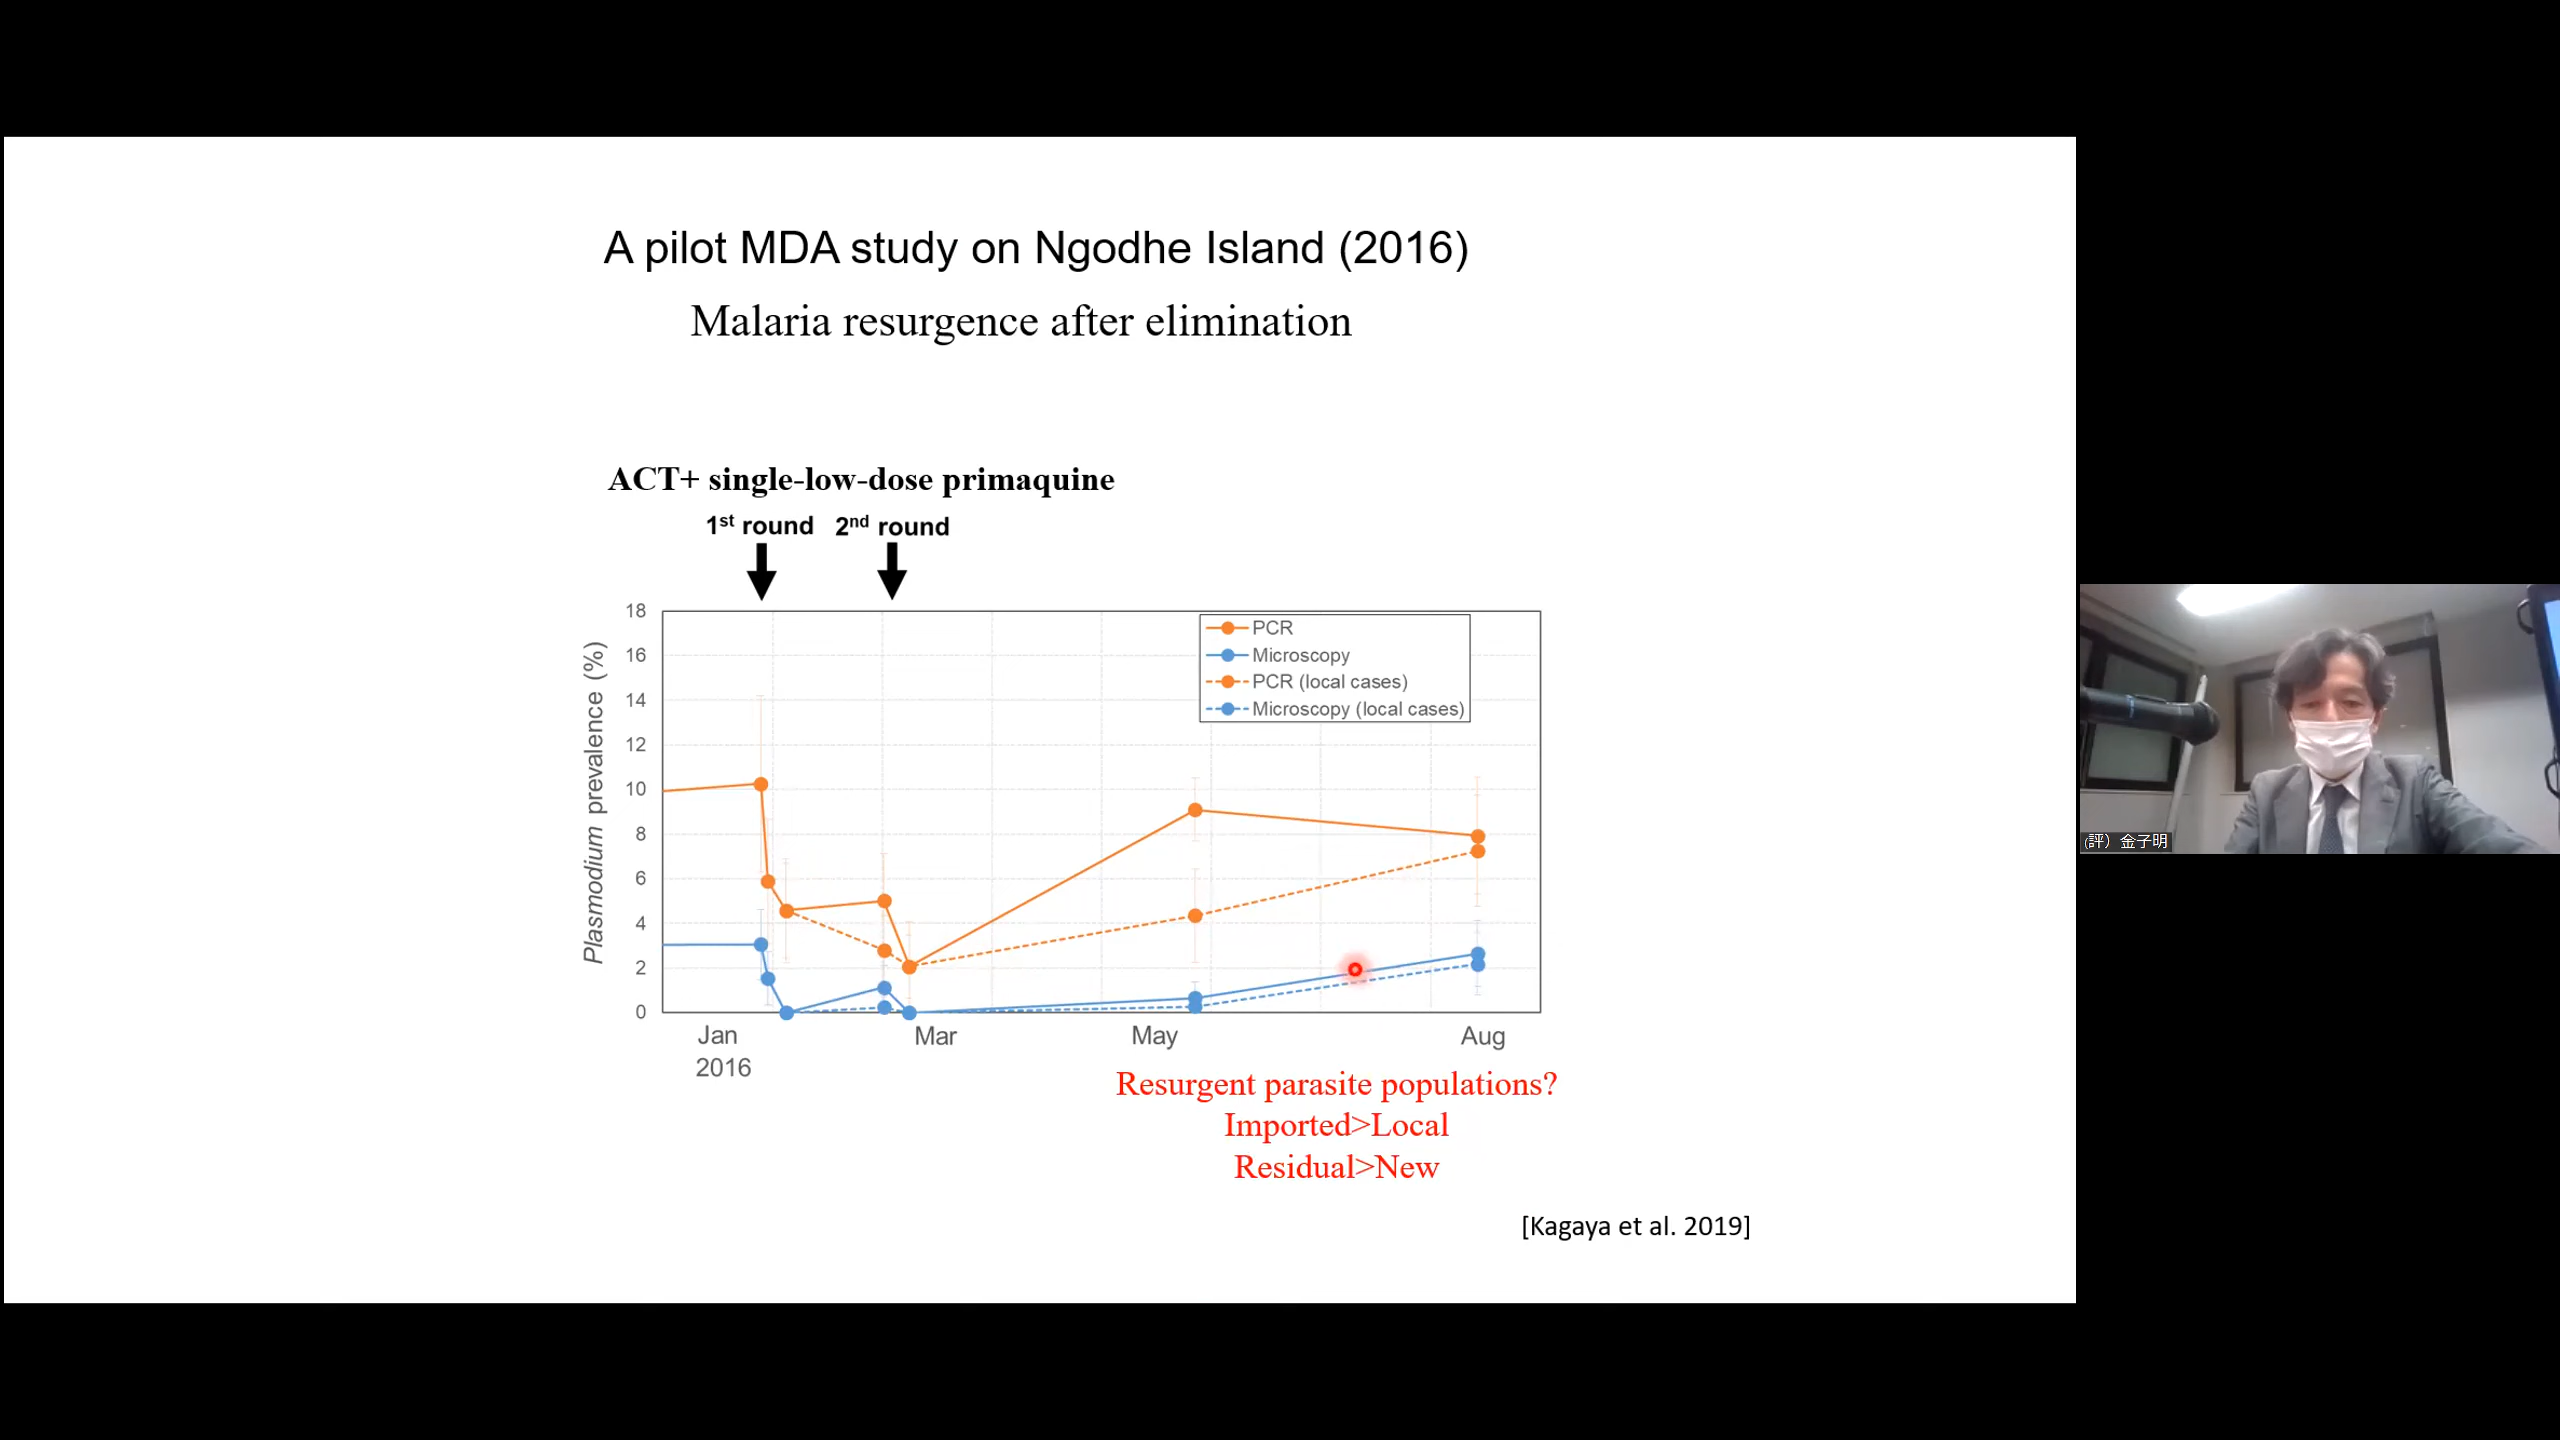 A pilot MDA study on Ngodhe Island (2016)
Malaria resurgence after elimination
ACT+ single-low-dose primaquine
1st round 2nd round
18
16
14
12
10
8
6
4
2
0
Plasmodium prevalence (%)
PCR
Microscopy
PCR (local cases)
Microscopy (local cases)
Jan Mar May Aug
2016
Resurgent parasite populations?
Imported>Local
Residual>New
[Kagaya et al. 2019]
(評）金子明